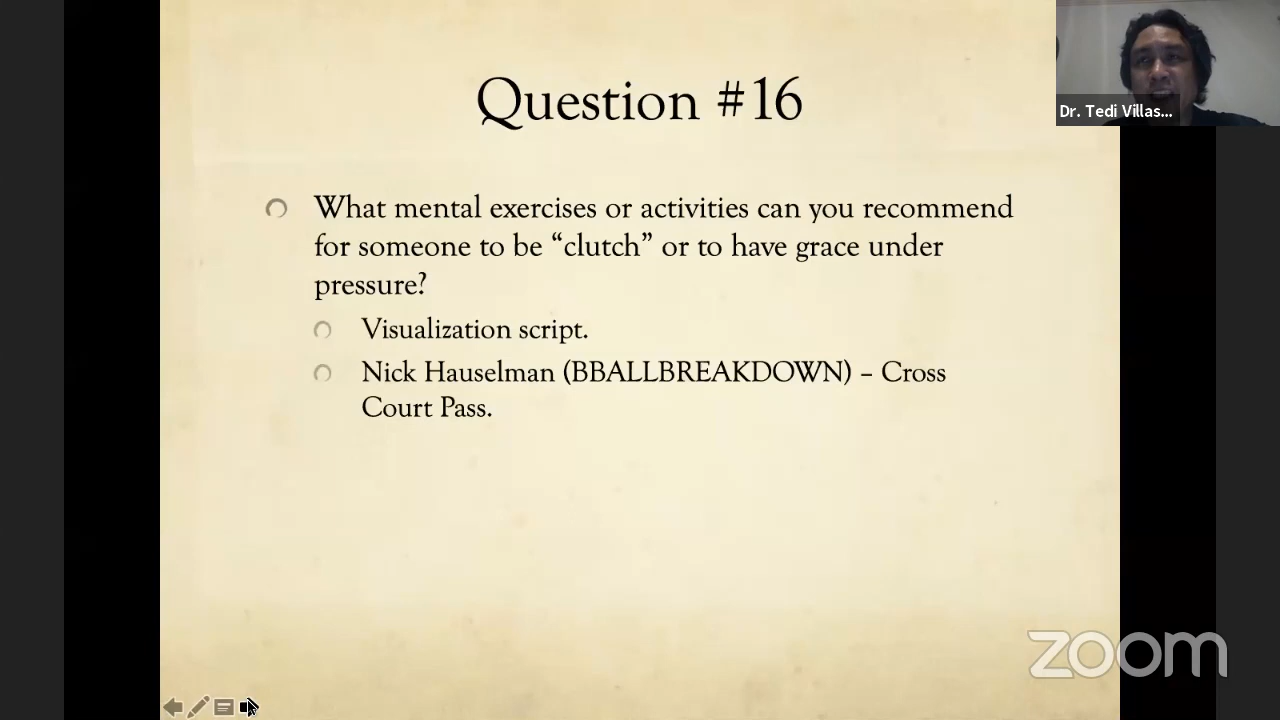 Question #16
Dr. Tedi Villas...
What mental exercises or activities can you recommend
for someone to be “clutch” or to have grace under
pressure?
Visualization script.
Nick Hauselman (BBALLBREAKDOWN) – Cross
Court Pass.
zoom